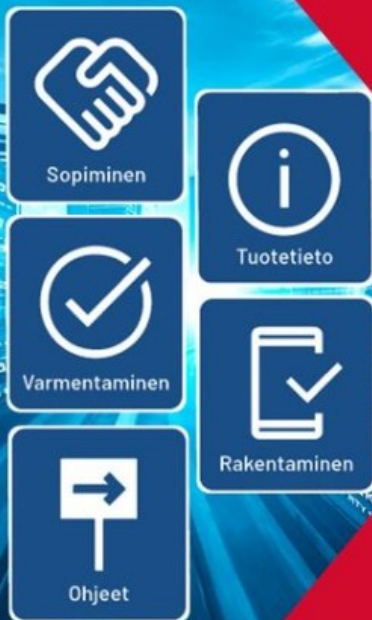 Sopiminen
Tuotetieto
Varmentaminen
Rakentaminen
Ohjeet